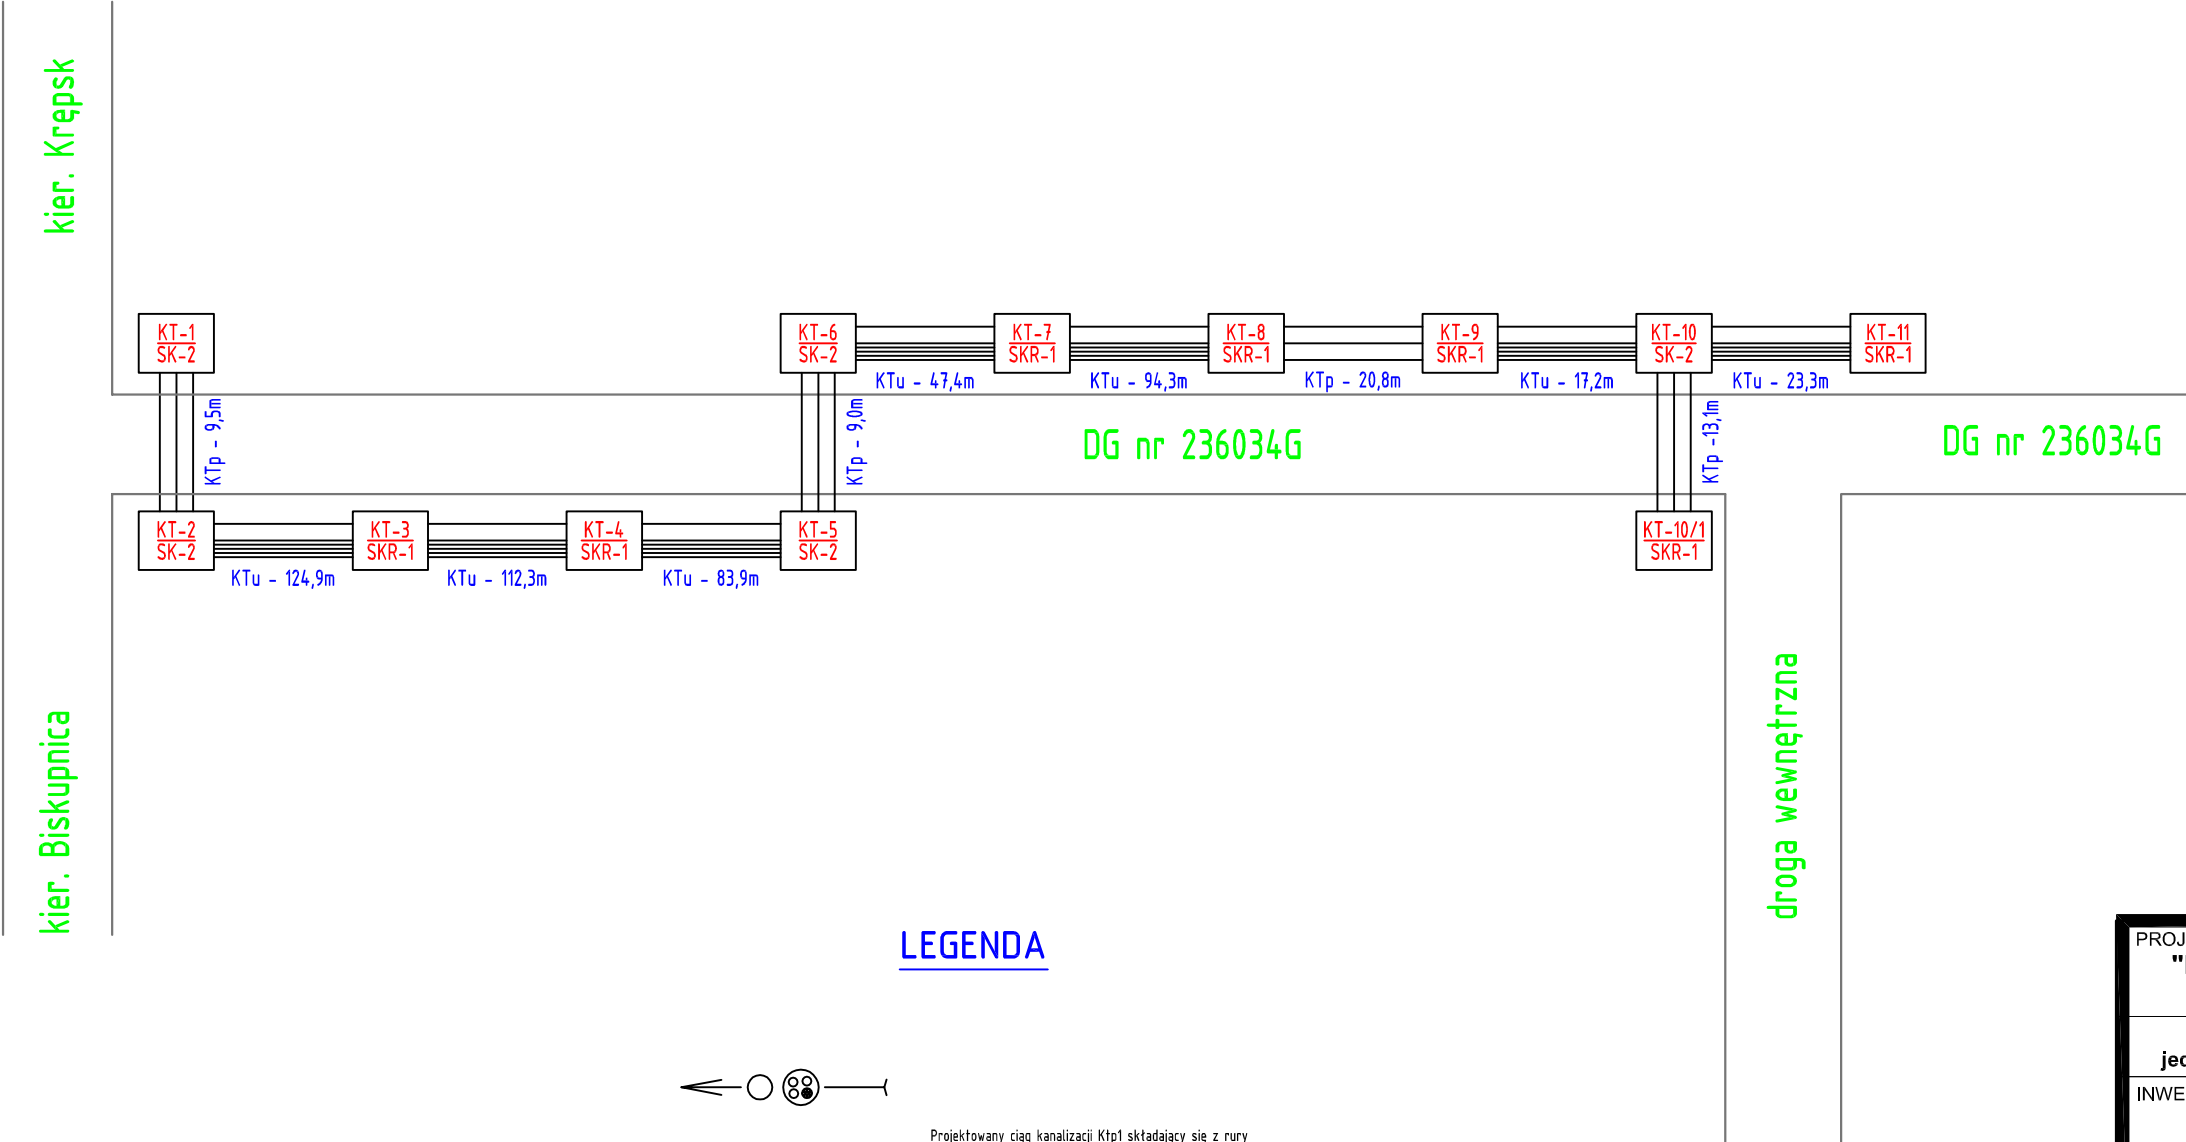 kier. Krępsk
KT-1
SK-2
KT-6
SK-2
KT-7
SKR-1
KT-8
SKR-1
KT-9
SKR-1
KT-10
SK-2
KT-11
SKR-1
KTu - 47,4m
KTu - 94,3m
KTp - 20,8m
KTu - 17,2m
KTu - 23,3m
KTp - 9,5m
KTp - 9,0m
DG nr 236034G
KTp -13,1m
DG nr 236034G
KT-2
SK-2
KT-3
SKR-1
KT-4
SKR-1
KT-5
SK-2
KT-10/1
SKR-1
KTu - 124,9m
KTu - 112,3m
KTu - 83,9m
kier. Biskupnica
droga wewnętrzna
LEGENDA
PROJ
jed
INWE
Projektowany ciąg kanalizacji Ktp1 składający się z rury